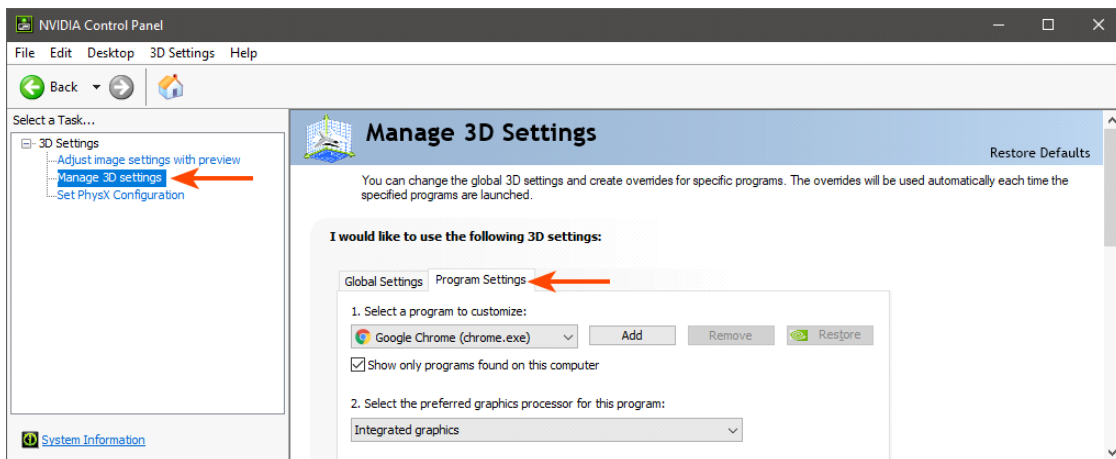 NVIDIA Control Panel
File Edit Desktop 3D Settings Help
Back
Select a Task...
3D Settings
Adjust image settings with preview
Manage 3D settings
Set PhysX Configuration
System Information
Manage 3D Settings
Restore Defaults
You can change the global 3D settings and create overrides for specific programs. The overrides will be used automatically each time the
specified programs are launched.
I would like to use the following 3D settings:
Global Settings Program Settings
1. Select a program to customize:
Google Chrome (chrome.exe) Add Remove Restore
Show only programs found on this computer
2. Select the preferred graphics processor for this program:
Integrated graphics